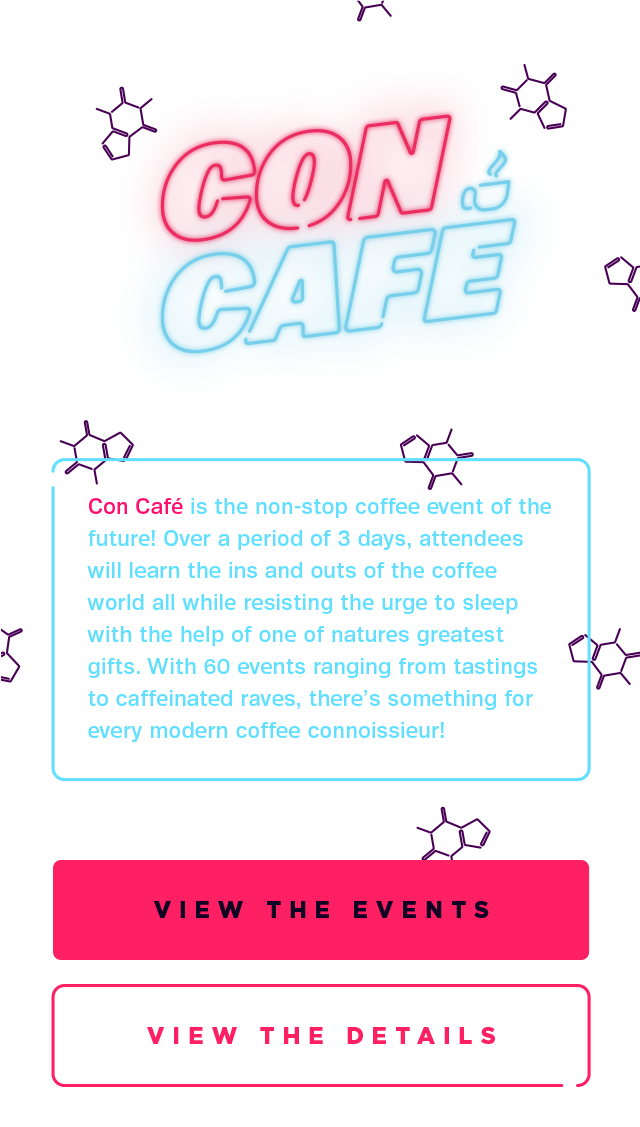 CON
CAFÉ
Con Café is the non-stop coffee event of the
future! Over a period of 3 days, attendees
will learn the ins and outs of the coffee
world all while resisting the urge to sleep
with the help of one of natures greatest
gifts. With 60 events ranging from tastings
to caffeinated raves, there’s something for
every modern coffee connoissieur!
VIEW THE EVENTS
VIEW THE DETAILS